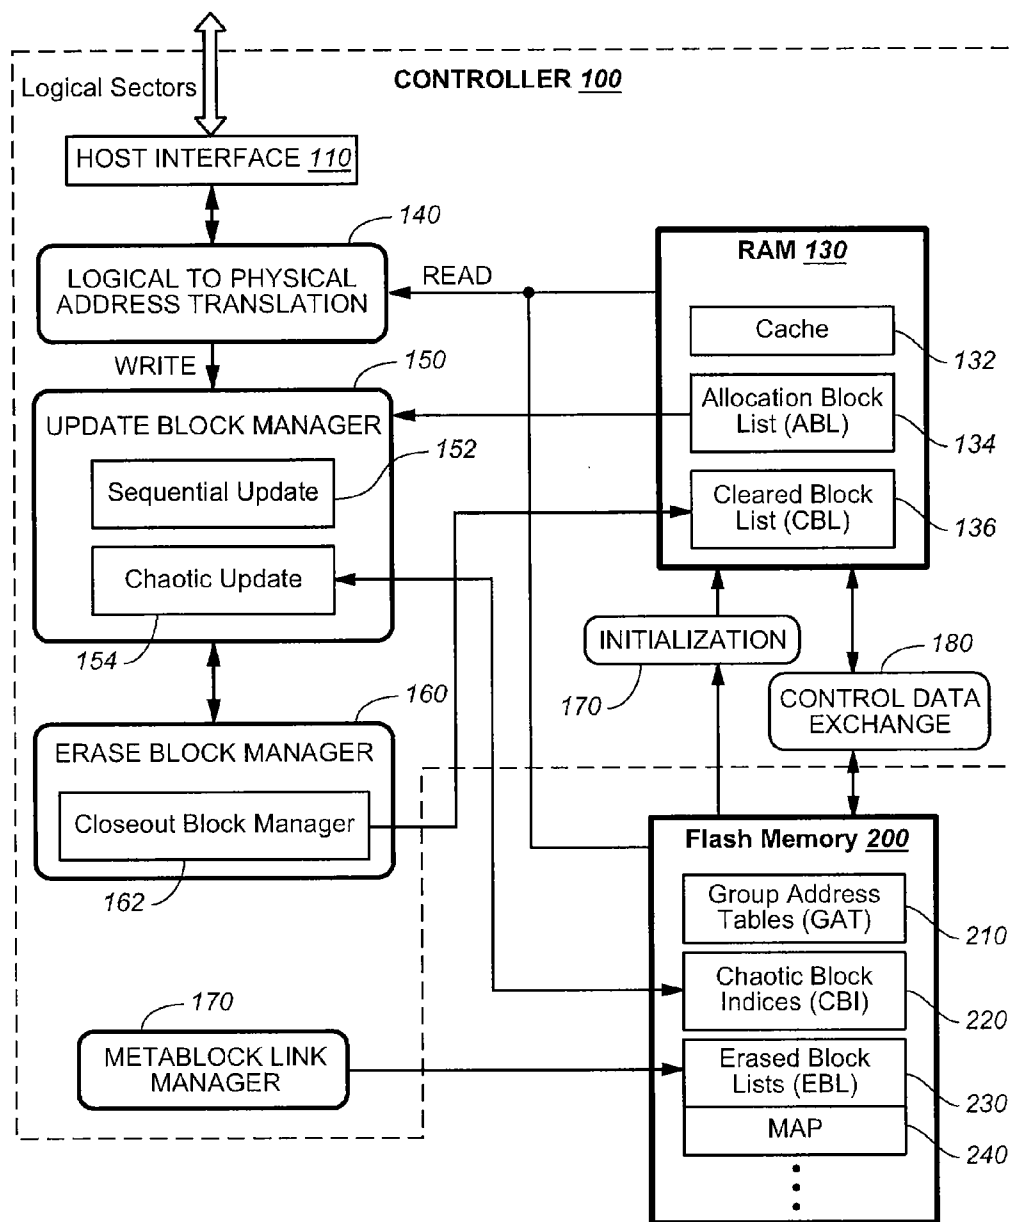 CONTROLLER 100
Logical Sectors
HOST INTERFACE 110
140
LOGICAL TO PHYSICAL
ADDRESS TRANSLATION
READ
WRITE
150
UPDATE BLOCK MANAGER
152
Sequential Update
Chaotic Update
154
160
ERASE BLOCK MANAGER
Closeout Block Manager
162
170
METABLOCK LINK
MANAGER
RAM 130
Cache
132
Allocation Block
List (ABL)
134
Cleared Block
List (CBL)
136
INITIALIZATION
170
180
CONTROL DATA
EXCHANGE
Flash Memory 200
Group Address
Tables (GAT)
210
Chaotic Block
Indices (CBI)
220
Erased Block
Lists (EBL)
230
MAP
240